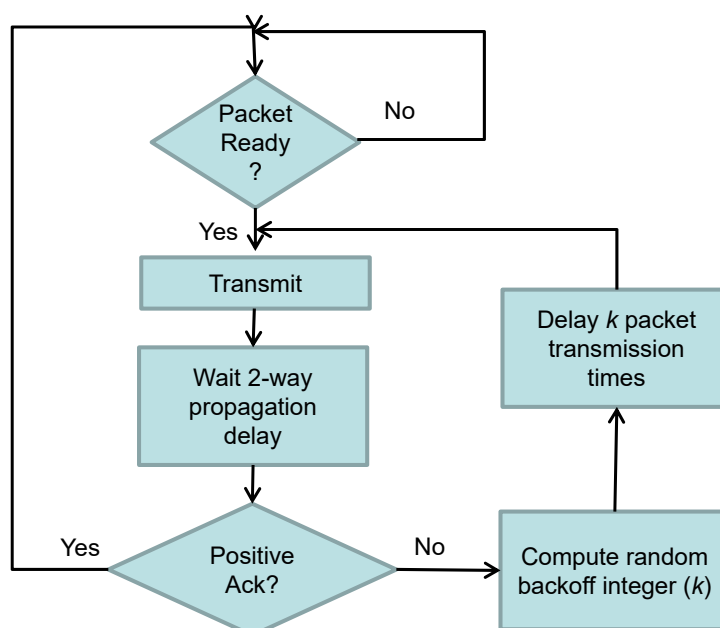 Packet
Ready
?
No
Yes
Transmit
Wait 2-way
propagation
delay
Delay k packet
transmission
times
Yes
Positive
Ack?
No
Compute random
backoff integer (k)